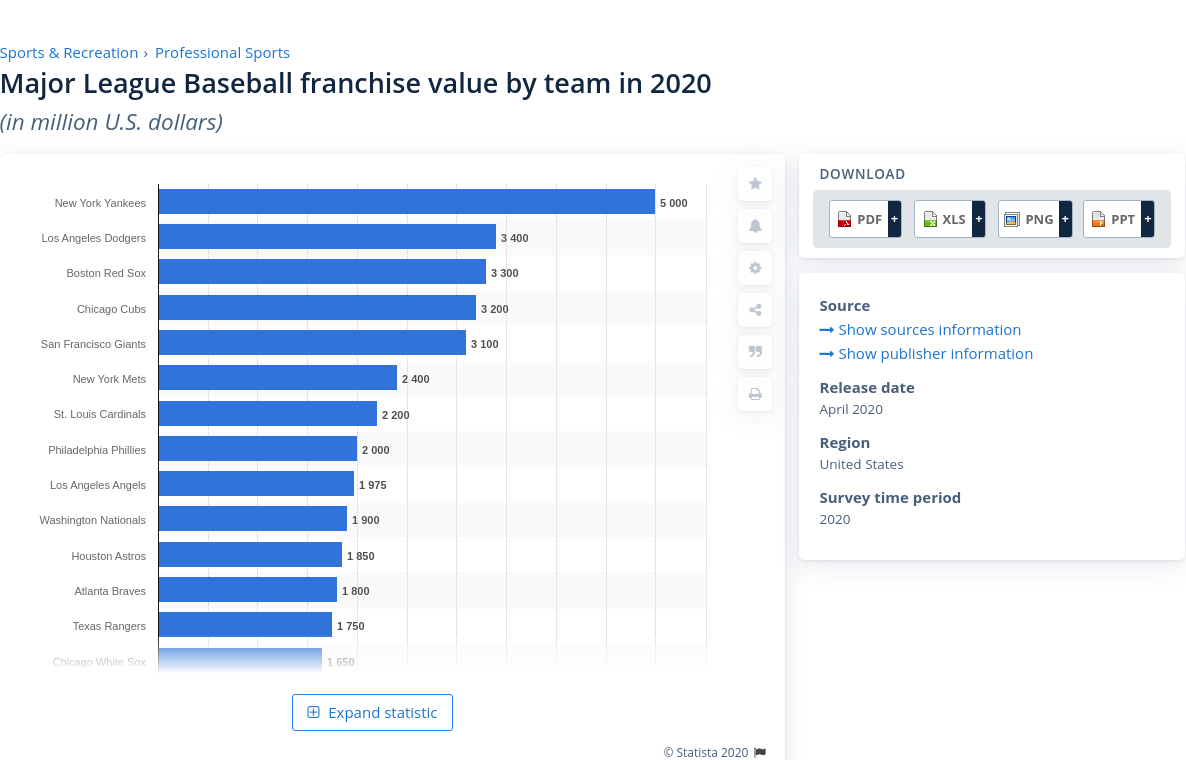 Sports & Recreation › Professional Sports
Major League Baseball franchise value by team in 2020
(in million U.S. dollars)
New York Yankees 5 000
Los Angeles Dodgers 3 400
Boston Red Sox 3 300
Chicago Cubs 3 200
San Francisco Giants 3 100
New York Mets 2 400
St. Louis Cardinals 2 200
Philadelphia Phillies 2 000
Los Angeles Angels 1 975
Washington Nationals 1 900
Houston Astros 1 850
Atlanta Braves 1 800
Texas Rangers 1 750
Chicago White Sox 1 650
Expand statistic
© Statista 2020
DOWNLOAD
PDF + XLS + PNG + PPT +
Source
Show sources information
Show publisher information
Release date
April 2020
Region
United States
Survey time period
2020